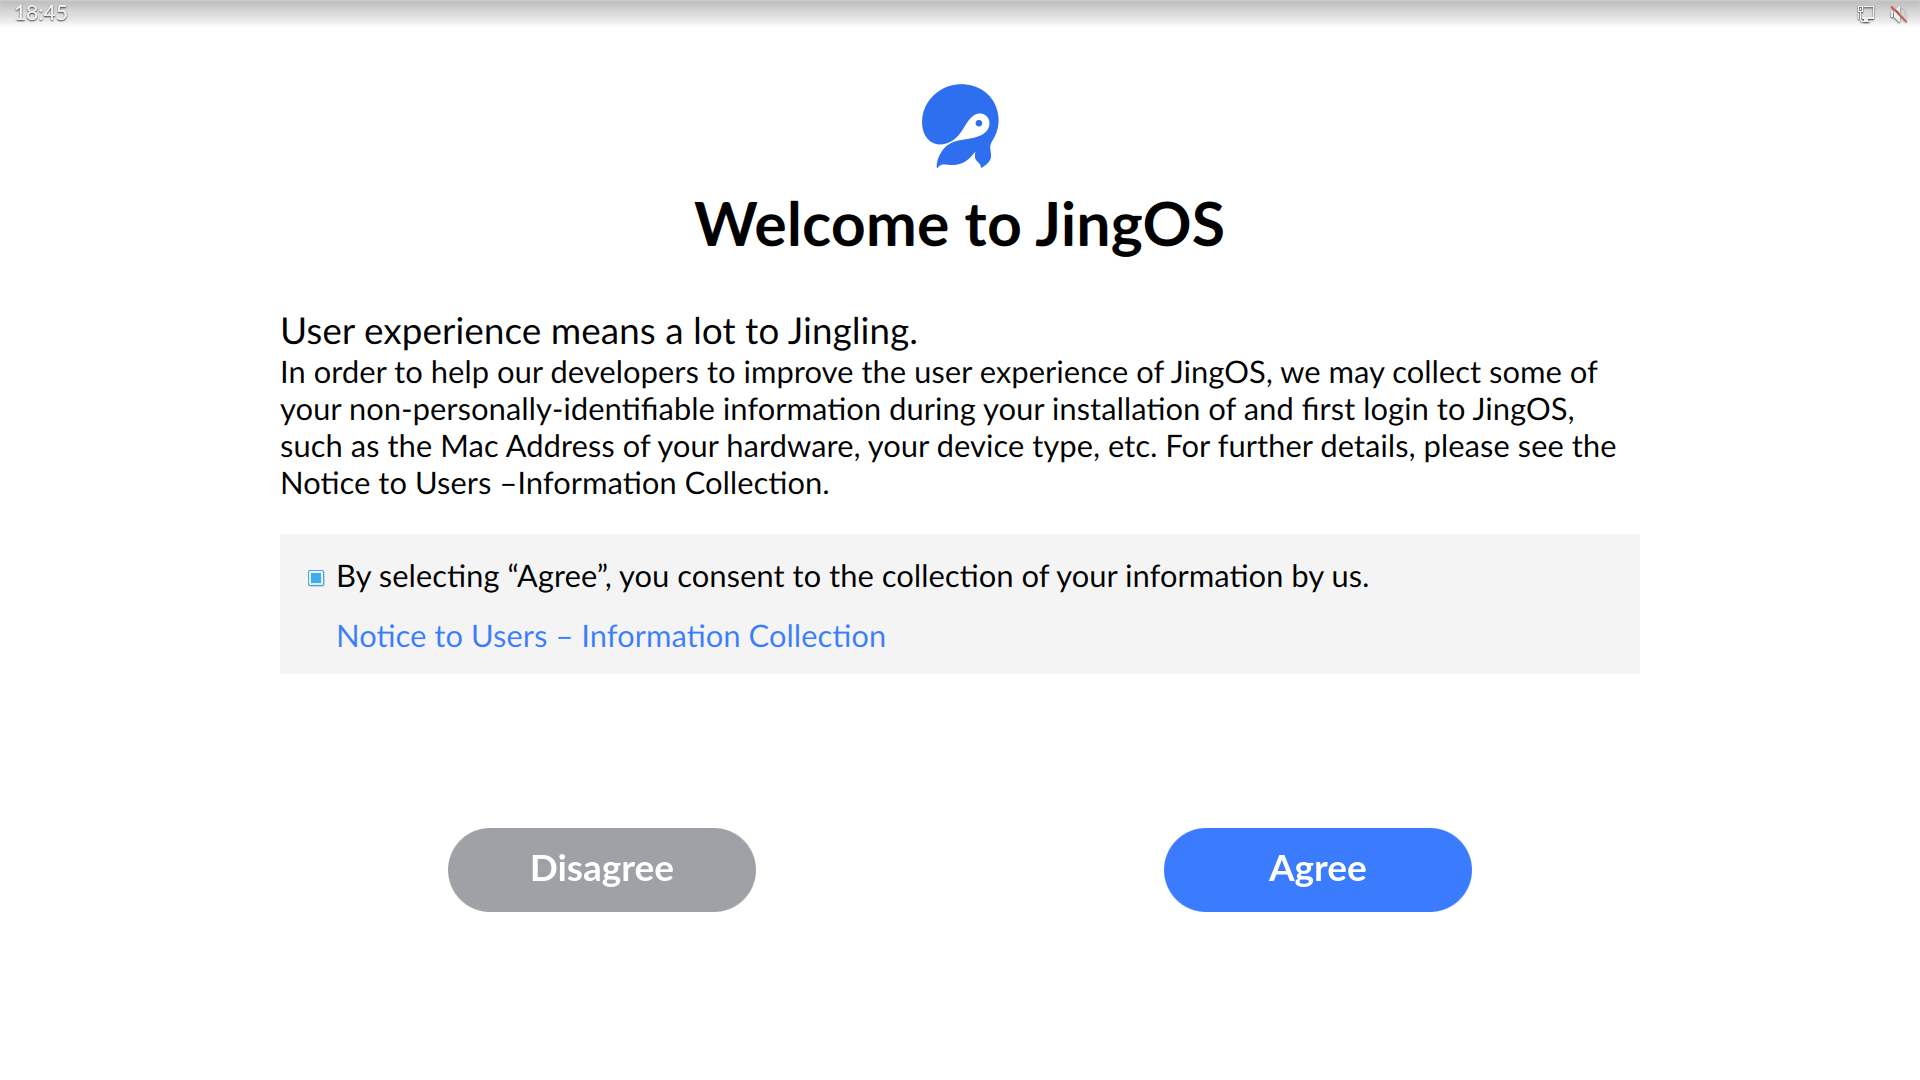 18:45
Welcome to JingOS
User experience means a lot to Jingling.
In order to help our developers to improve the user experience of JingOS, we may collect some of
your non-personally-identifiable information during your installation of and first login to JingOS,
such as the Mac Address of your hardware, your device type, etc. For further details, please see the
Notice to Users –Information Collection.
By selecting “Agree”, you consent to the collection of your information by us.
Notice to Users – Information Collection
Disagree
Agree